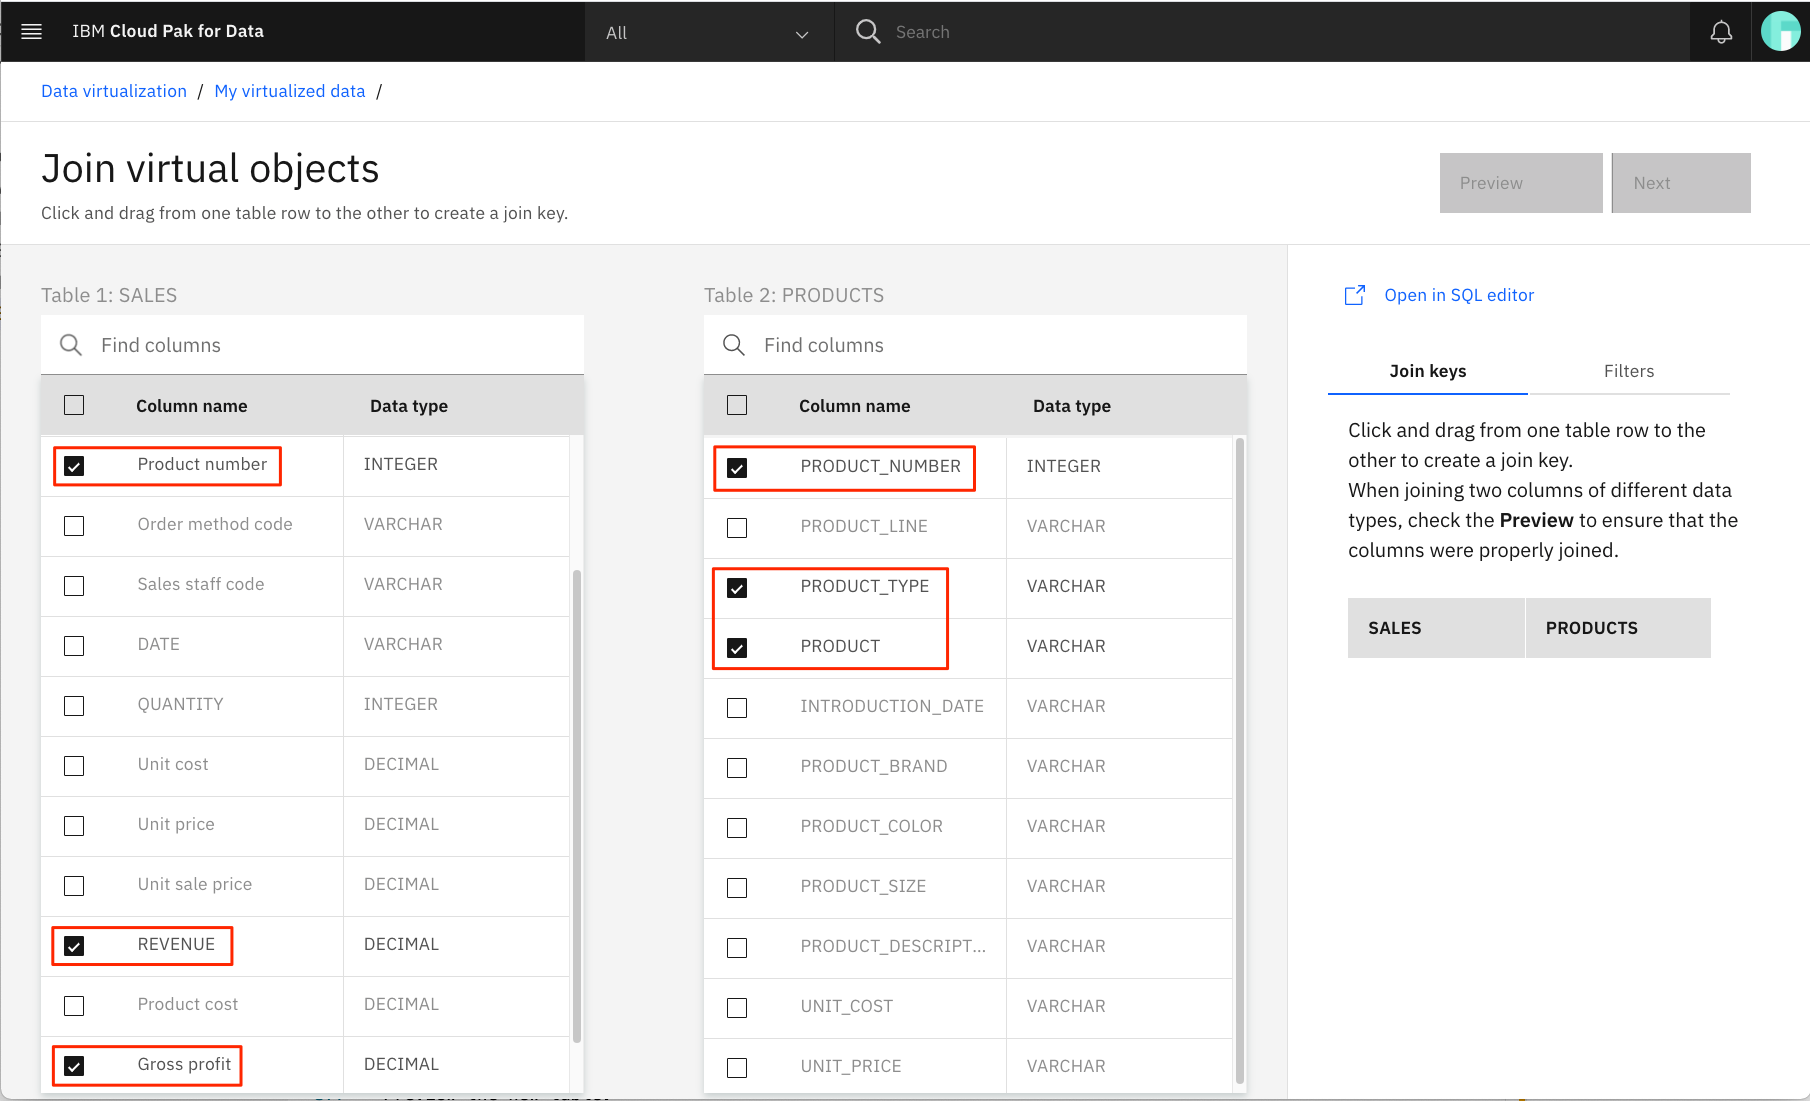 IBM Cloud Pak for Data
All
Search
Data virtualization / My virtualized data /
Join virtual objects
Click and drag from one table row to the other to create a join key.
Preview
Next
Table 1: SALES
Find columns
Column name Data type
Product number INTEGER
Order method code VARCHAR
Sales staff code VARCHAR
DATE VARCHAR
QUANTITY INTEGER
Unit cost DECIMAL
Unit price DECIMAL
Unit sale price DECIMAL
REVENUE DECIMAL
Product cost DECIMAL
Gross profit DECIMAL
Table 2: PRODUCTS
Find columns
Column name Data type
PRODUCT_NUMBER INTEGER
PRODUCT_LINE VARCHAR
PRODUCT_TYPE VARCHAR
PRODUCT VARCHAR
INTRODUCTION_DATE VARCHAR
PRODUCT_BRAND VARCHAR
PRODUCT_COLOR VARCHAR
PRODUCT_SIZE VARCHAR
PRODUCT_DESCRIPT... VARCHAR
UNIT_COST VARCHAR
UNIT_PRICE VARCHAR
Open in SQL editor
Join keys Filters
Click and drag from one table row to the
other to create a join key.
When joining two columns of different data
types, check the Preview to ensure that the
columns were properly joined.
SALES PRODUCTS